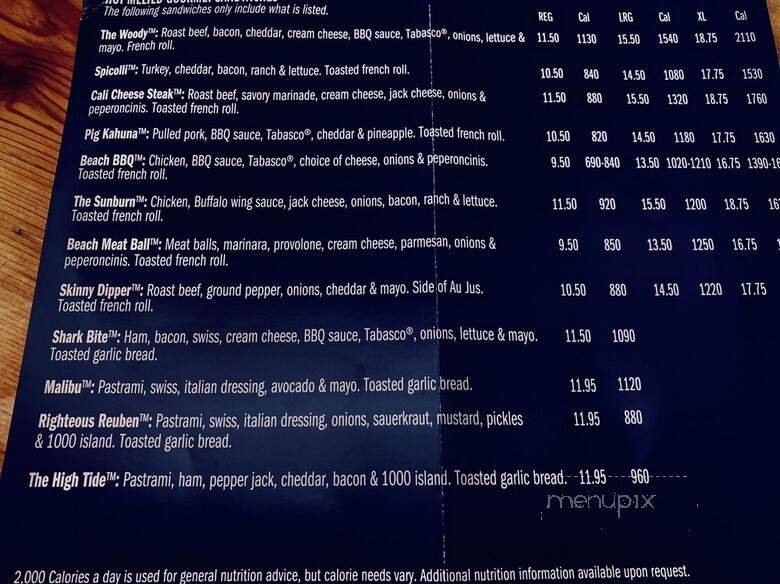 HOT MELTED GOURMET SANDWICHES
The following sandwiches only include what is listed.
REG Cal LRG Cal XL Cal
The Woody™: Roast beef, bacon, cheddar, cream cheese, BBQ sauce, Tabasco®, onions, lettuce & 11.50 1130 15.50 1540 18.75 2110
mayo. French roll.
Spicolli™: Turkey, cheddar, bacon, ranch & lettuce. Toasted french roll. 10.50 840 14.50 1080 17.75 1530
Cali Cheese Steak™: Roast beef, savory marinade, cream cheese, jack cheese, onions & 11.50 880 15.50 1320 18.75 1760
peperoncinis. Toasted french roll.
Pig Kahuna™: Pulled pork, BBQ sauce, Tabasco®, cheddar & pineapple. Toasted french roll. 10.50 820 14.50 1180 17.75 1630
Beach BBQ™: Chicken, BBQ sauce, Tabasco®, choice of cheese, onions & peperoncinis. 9.50 690-840 13.50 1020-1210 16.75 1390-16
Toasted french roll.
The Sunburn™: Chicken, Buffalo wing sauce, jack cheese, onions, bacon, ranch & lettuce. 11.50 920 15.50 1200 18.75 16
Toasted french roll.
Beach Meat Ball™: Meat balls, marinara, provolone, cream cheese, parmesan, onions & 9.50 850 13.50 1250 16.75
peperoncinis. Toasted french roll.
Skinny Dipper™: Roast beef, ground pepper, onions, cheddar & mayo. Side of Au Jus. 10.50 880 14.50 1220 17.75
Toasted french roll.
Shark Bite™: Ham, bacon, swiss, cream cheese, BBQ sauce, Tabasco®, onions, lettuce & mayo. 11.50 1090
Toasted garlic bread.
Malibu™: Pastrami, swiss, italian dressing, avocado & mayo. Toasted garlic bread. 11.95 1120
Righteous Reuben™: Pastrami, swiss, italian dressing, onions, sauerkraut, mustard, pickles 11.95 880
& 1000 island. Toasted garlic bread.
The High Tide™: Pastrami, ham, pepper jack, cheddar, bacon & 1000 island. Toasted garlic bread. 11.95 960
menupix
2,000 Calories a day is used for general nutrition advice, but calorie needs vary. Additional nutrition information available upon request.